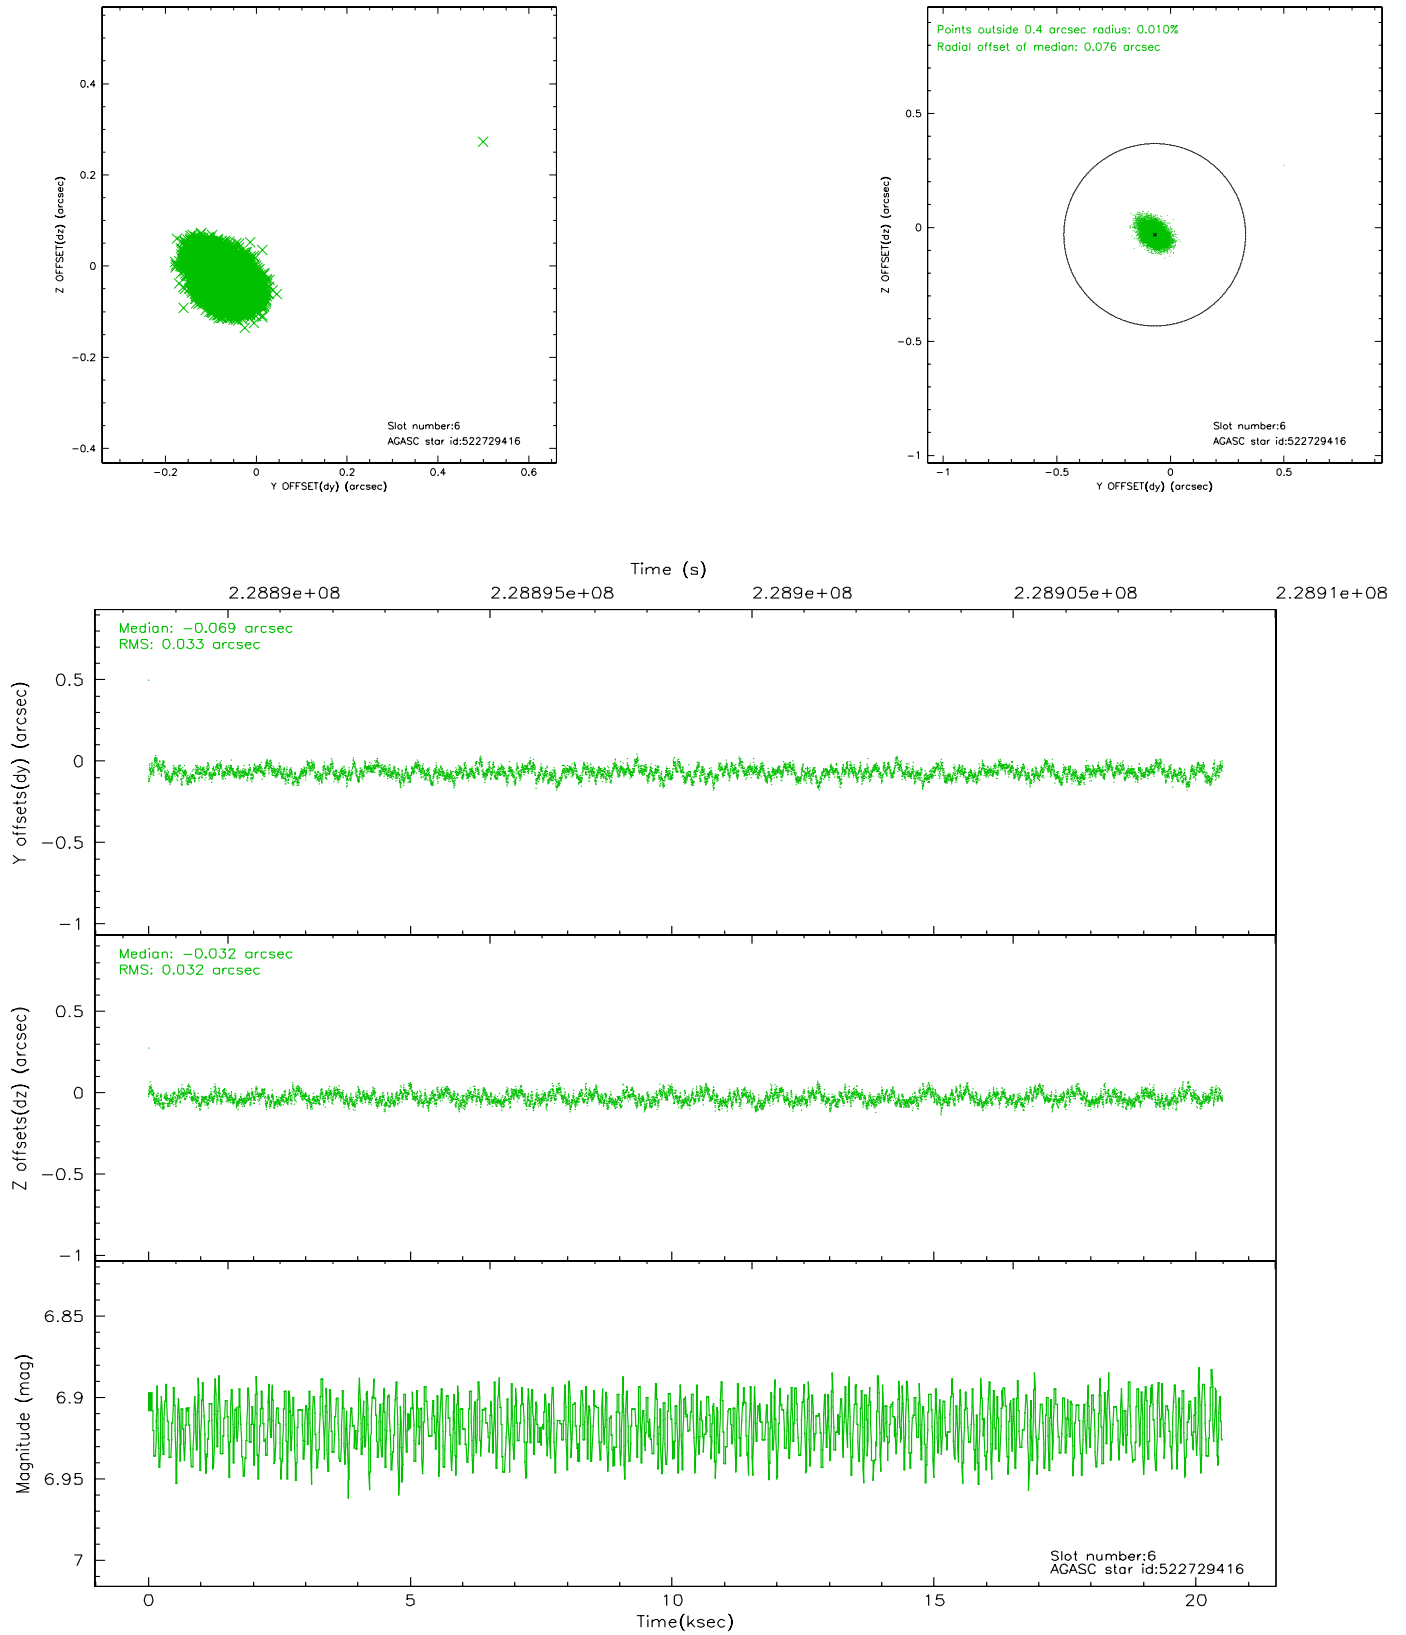 0.4
0.2
0
−0.2
−0.4
Z OFFSET(dz) (arcsec)
Slot number:6
AGASC star id:522729416
−0.2 0 0.2 0.4 0.6
Y OFFSET(dy) (arcsec)
Points outside 0.4 arcsec radius: 0.010%
Radial offset of median: 0.076 arcsec
0.5
0
−0.5
−1
Z OFFSET(dz) (arcsec)
Slot number:6
AGASC star id:522729416
−1 −0.5 0 0.5
Y OFFSET(dy) (arcsec)
Time (s)
2.2889e+08 2.28895e+08 2.289e+08 2.28905e+08 2.2891e+08
Median: −0.069 arcsec
RMS: 0.033 arcsec
0.5
0
−0.5
−1
Y offsets(dy) (arcsec)
Median: −0.032 arcsec
RMS: 0.032 arcsec
0.5
0
−0.5
−1
Z offsets(dz) (arcsec)
6.85
6.9
6.95
7
Magnitude (mag)
Slot number:6
AGASC star id:522729416
0 5 10 15 20
Time(ksec)